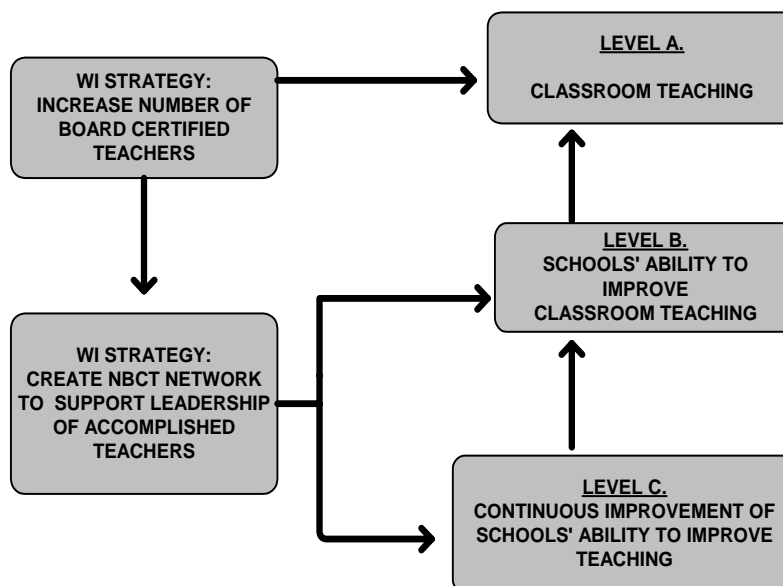 WI STRATEGY:
INCREASE NUMBER OF
BOARD CERTIFIED
TEACHERS
LEVEL A.
CLASSROOM TEACHING
LEVEL B.
SCHOOLS' ABILITY TO
IMPROVE
CLASSROOM TEACHING
WI STRATEGY:
CREATE NBCT NETWORK
TO SUPPORT LEADERSHIP
OF ACCOMPLISHED
TEACHERS
LEVEL C.
CONTINUOUS IMPROVEMENT OF
SCHOOLS' ABILITY TO IMPROVE
TEACHING